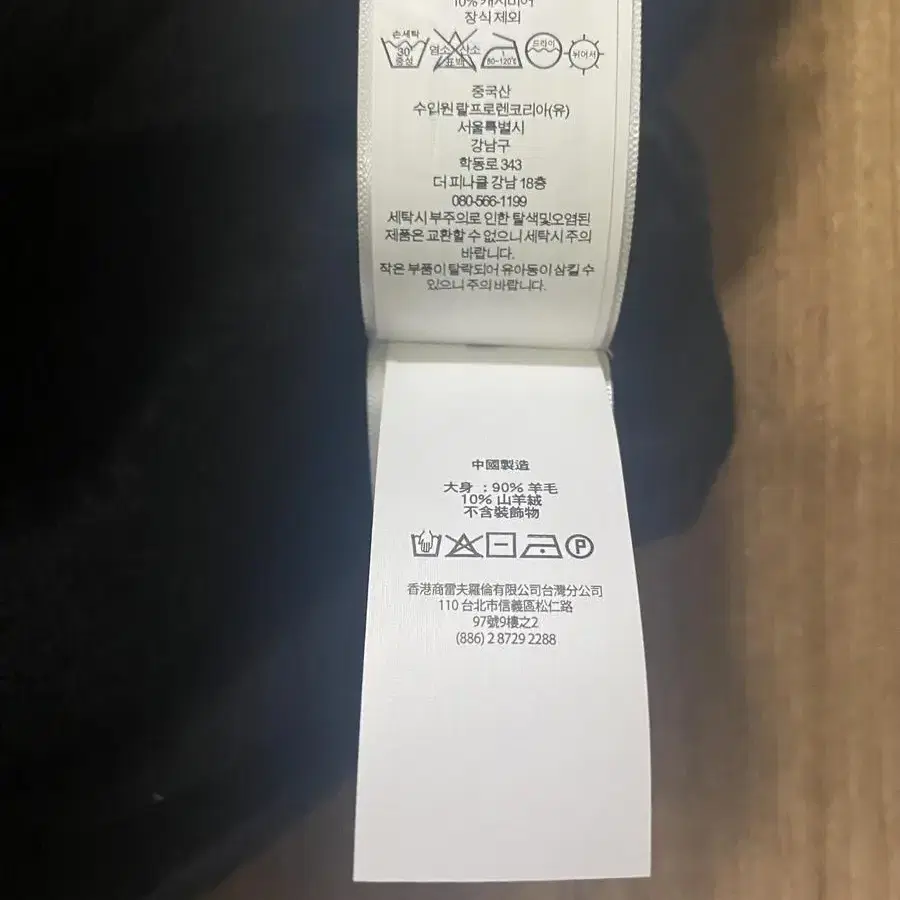 10% 캐시미어
장식 제외
손세탁
30
중성
염소 산소
표백
80~120℃
드라이
뉘어서
중국산
수입원 랄프로렌코리아(유)
서울특별시
강남구
학동로 343
더 피나클 강남 18층
080-566-1199
세탁시 부주의로 인한 탈색및오염된
제품은 교환할 수 없으니 세탁시 주의
바랍니다.
작은 부품이 탈락되어 유아동이 삼킬 수
있으니 주의 바랍니다.
中國製造
大身 : 90% 羊毛
10% 山羊絨
不含裝飾物
P
香港商雷夫羅倫有限公司台灣分公司
110 台北市信義區松仁路
97號9樓之2
(886) 2 8729 2288